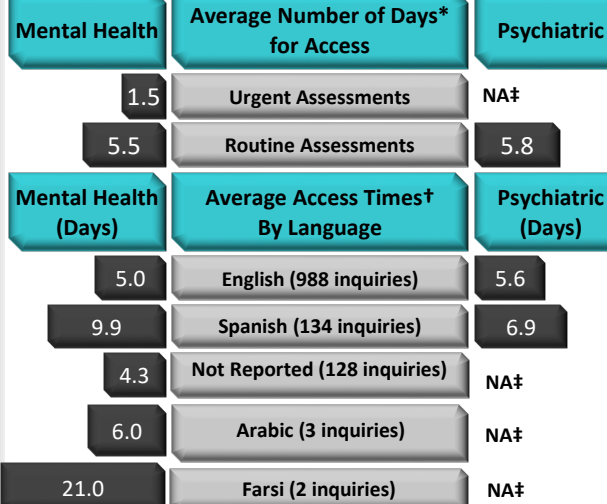 Mental Health
Average Number of Days*
for Access
Psychiatric
1.5
Urgent Assessments
NA‡
5.5
Routine Assessments
5.8
Mental Health
(Days)
Average Access Times†
By Language
Psychiatric
(Days)
5.0
English (988 inquiries)
5.6
9.9
Spanish (134 inquiries)
6.9
4.3
Not Reported (128 inquiries)
NA‡
6.0
Arabic (3 inquiries)
NA‡
21.0
Farsi (2 inquiries)
NA‡